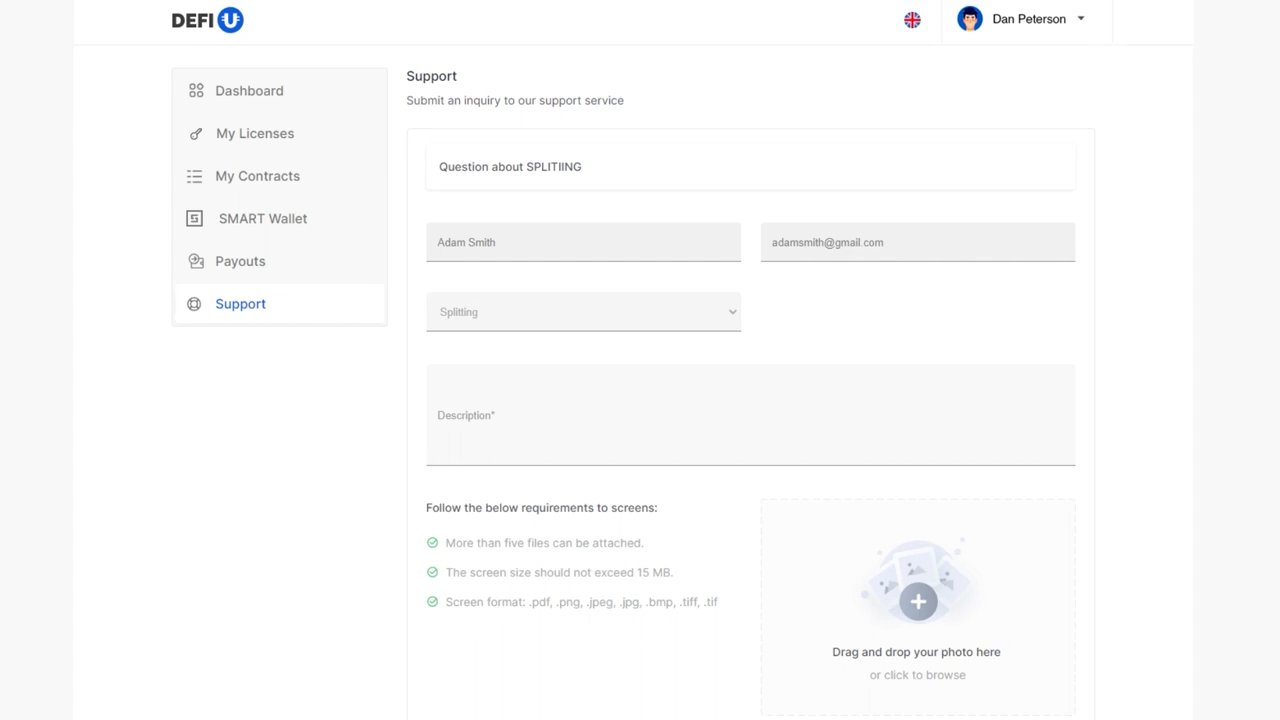 DEFI U
Dan Peterson
Dashboard
My Licenses
My Contracts
SMART Wallet
Payouts
Support
Support
Submit an inquiry to our support service
Question about SPLITIING
Adam Smith
adamsmith@gmail.com
Splitting
Description*
Follow the below requirements to screens:
More than five files can be attached.
The screen size should not exceed 15 MB.
Screen format: .pdf, .png, .jpeg, .jpg, .bmp, .tiff, .tif
Drag and drop your photo here
or click to browse